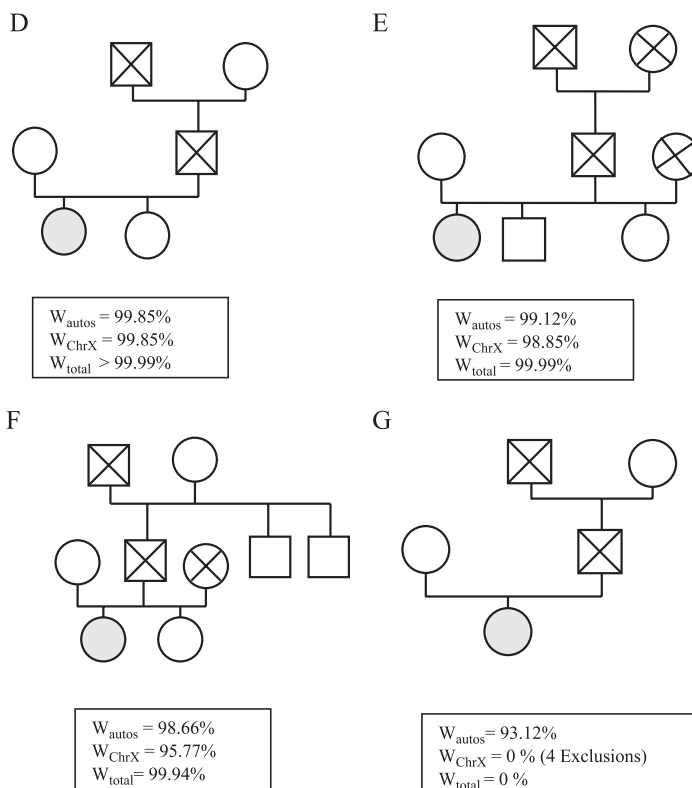 D
E
W_autos = 99.85%
W_ChrX = 99.85%
W_total > 99.99%
W_autos = 99.12%
W_ChrX = 98.85%
W_total = 99.99%
F
G
W_autos = 98.66%
W_ChrX = 95.77%
W_total= 99.94%
W_autos= 93.12%
W_ChrX = 0 % (4 Exclusions)
W_total = 0 %